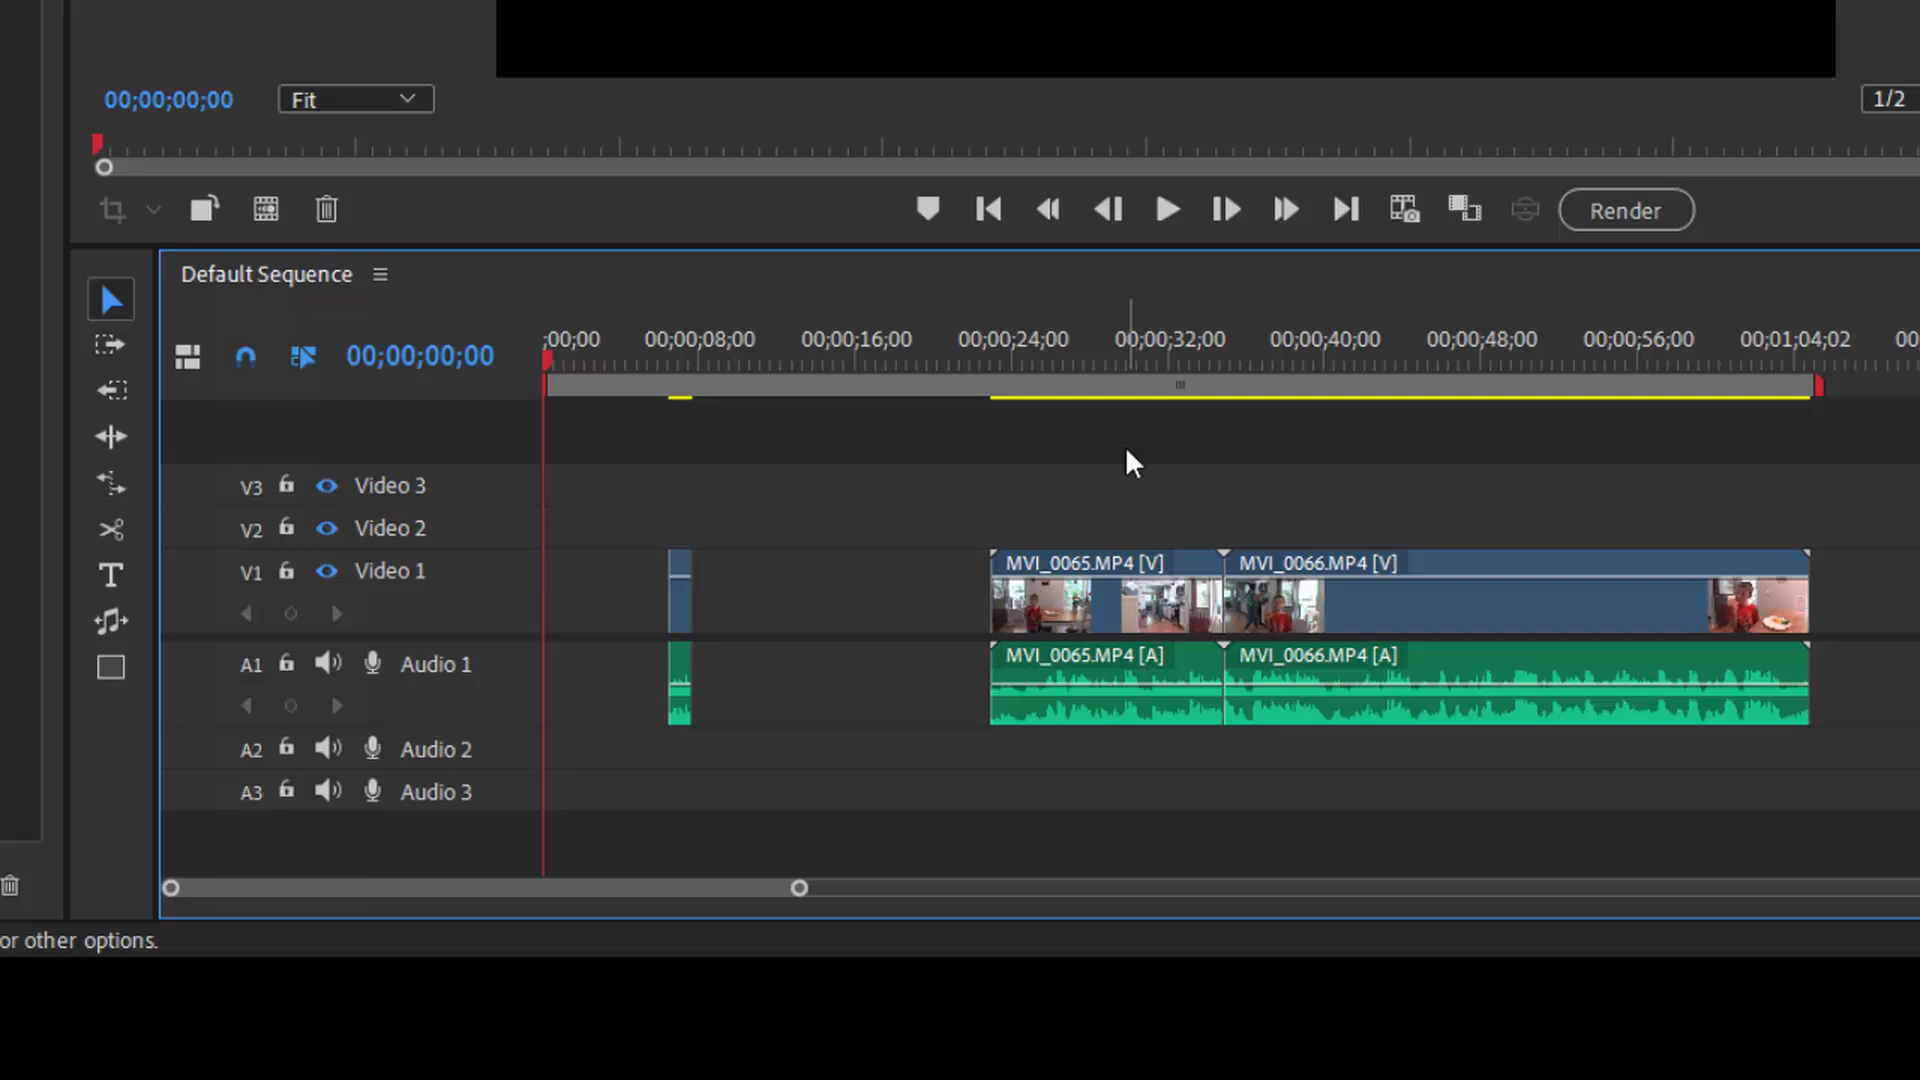 00;00;00;00
Fit
1/2
Render
Default Sequence
00;00;00;00
;00;00
00;00;08;00
00;00;16;00
00;00;24;00
00;00;32;00
00;00;40;00
00;00;48;00
00;00;56;00
00;01;04;02
00
V3 Video 3
V2 Video 2
V1 Video 1
MVI_0065.MP4 [V]
MVI_0066.MP4 [V]
A1 Audio 1
MVI_0065.MP4 [A]
MVI_0066.MP4 [A]
A2 Audio 2
A3 Audio 3
or other options.